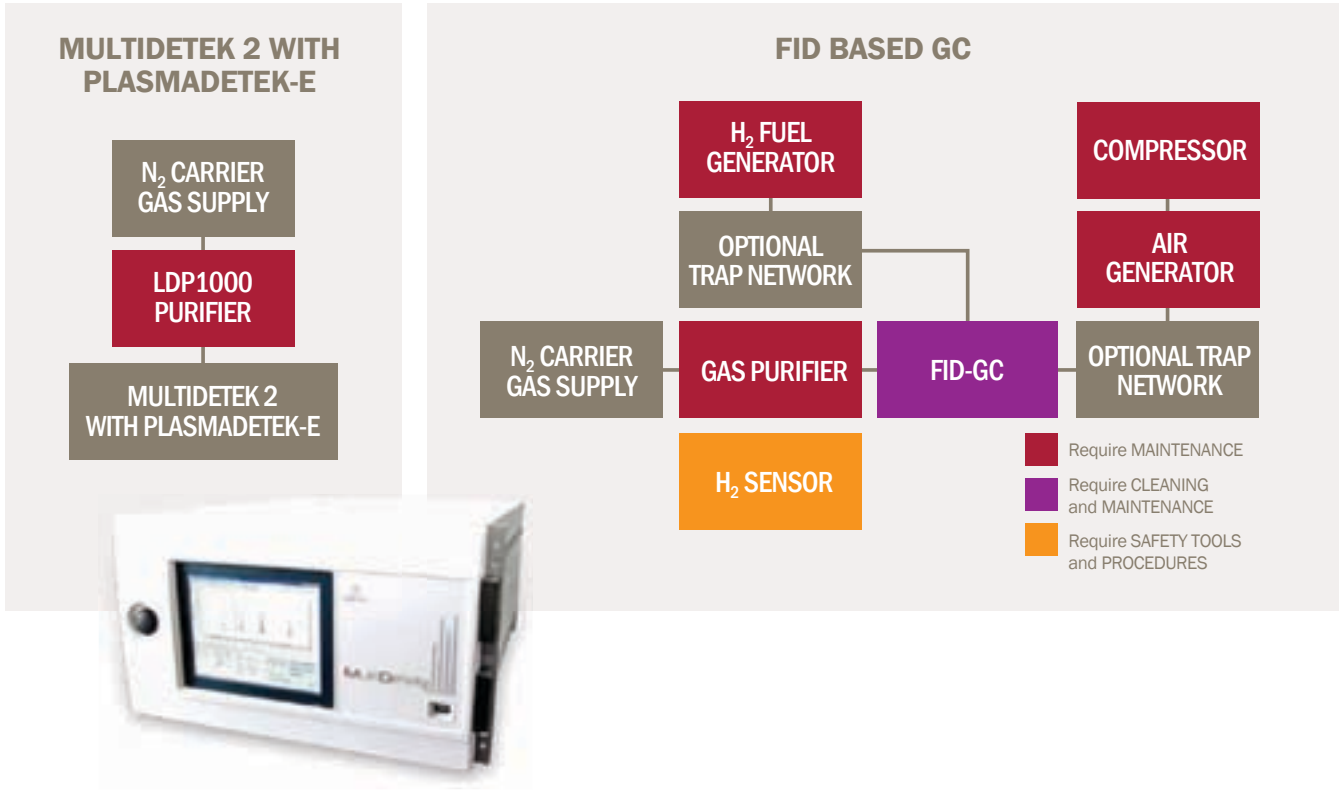 MULTIDETEK 2 WITH
PLASMADETEK-E
N₂ CARRIER
GAS SUPPLY
LDP1000
PURIFIER
MULTIDETEK 2
WITH PLASMADETEK-E
FID BASED GC
H₂ FUEL
GENERATOR
COMPRESSOR
OPTIONAL
TRAP NETWORK
AIR
GENERATOR
N₂ CARRIER
GAS SUPPLY
GAS PURIFIER
FID-GC
OPTIONAL TRAP
NETWORK
H₂ SENSOR
Require MAINTENANCE
Require CLEANING
and MAINTENANCE
Require SAFETY TOOLS
and PROCEDURES